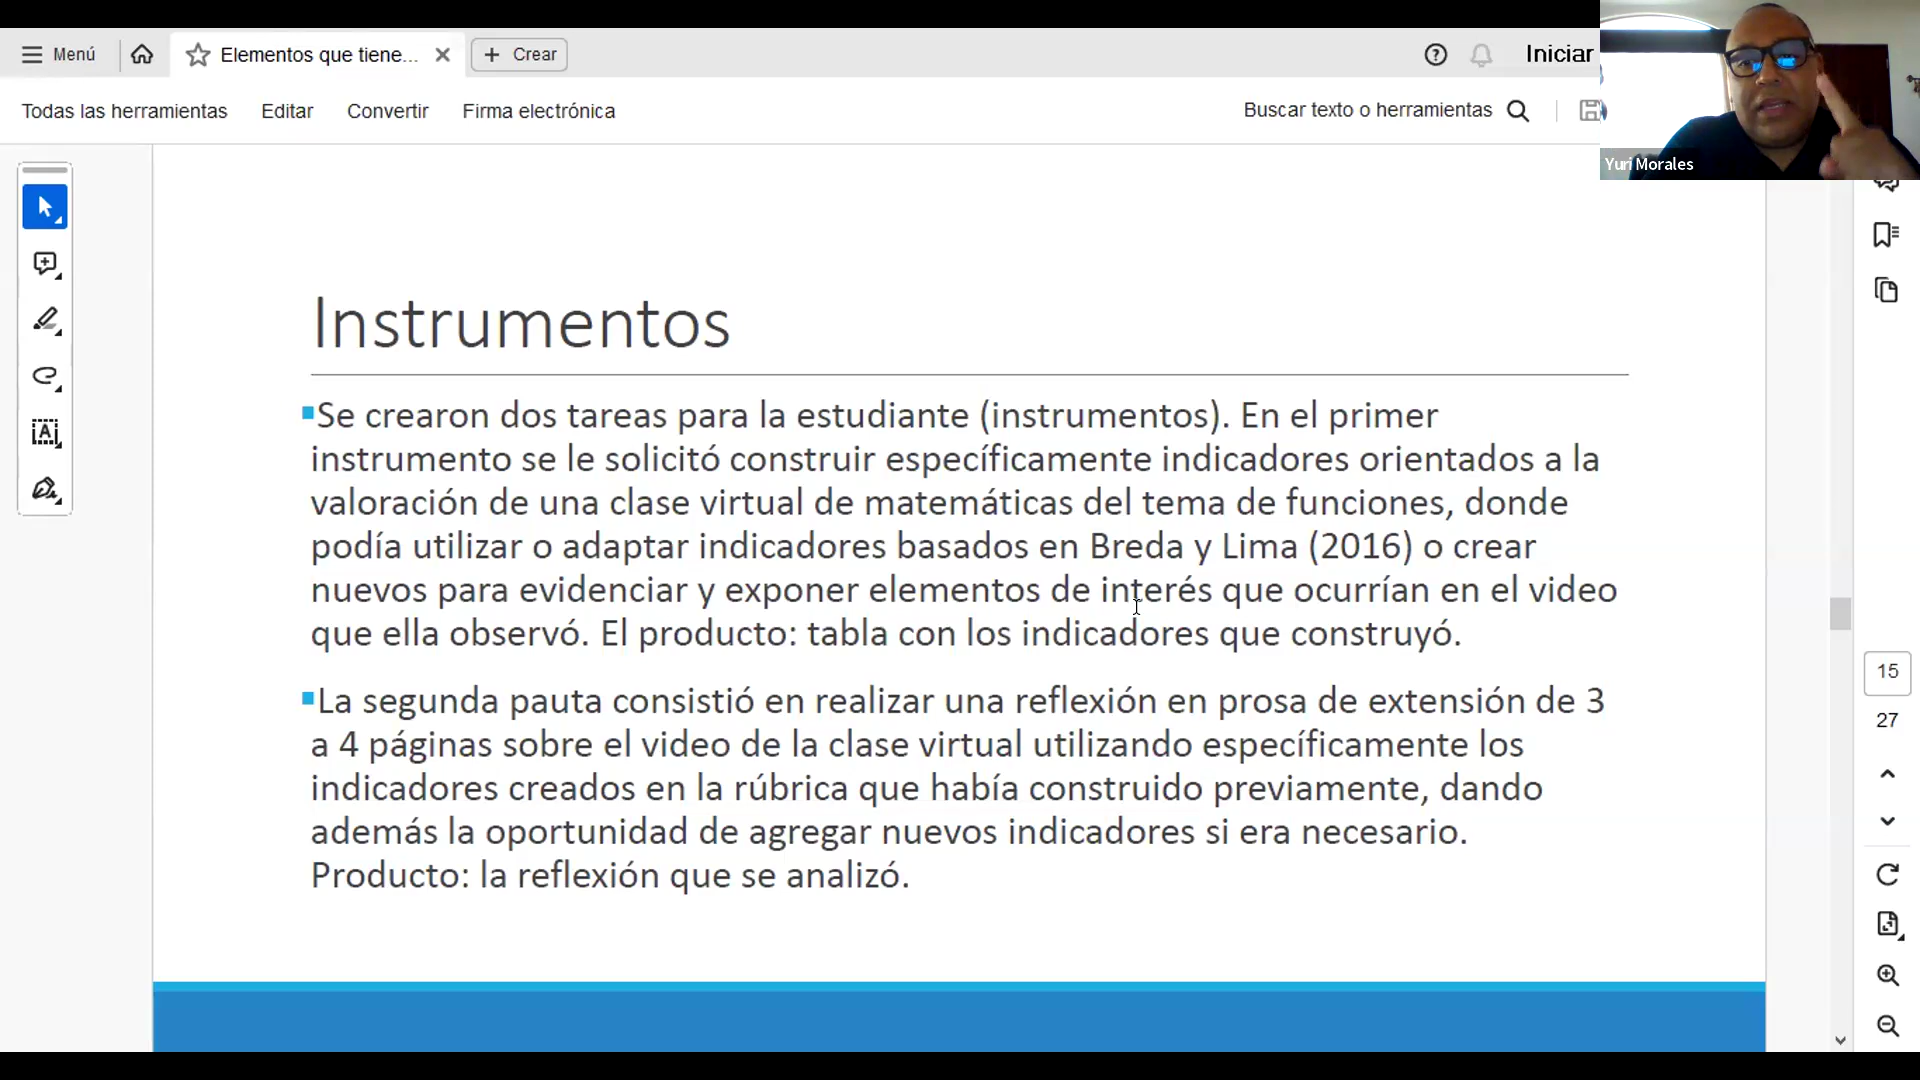 Menú
Elementos que tiene...
Crear
Iniciar
Todas las herramientas
Editar
Convertir
Firma electrónica
Buscar texto o herramientas
Yuri Morales
Instrumentos
Se crearon dos tareas para la estudiante (instrumentos). En el primer
instrumento se le solicitó construir específicamente indicadores orientados a la
valoración de una clase virtual de matemáticas del tema de funciones, donde
podía utilizar o adaptar indicadores basados en Breda y Lima (2016) o crear
nuevos para evidenciar y exponer elementos de interés que ocurrían en el video
que ella observó. El producto: tabla con los indicadores que construyó.
La segunda pauta consistió en realizar una reflexión en prosa de extensión de 3
a 4 páginas sobre el video de la clase virtual utilizando específicamente los
indicadores creados en la rúbrica que había construido previamente, dando
además la oportunidad de agregar nuevos indicadores si era necesario.
Producto: la reflexión que se analizó.
15
27